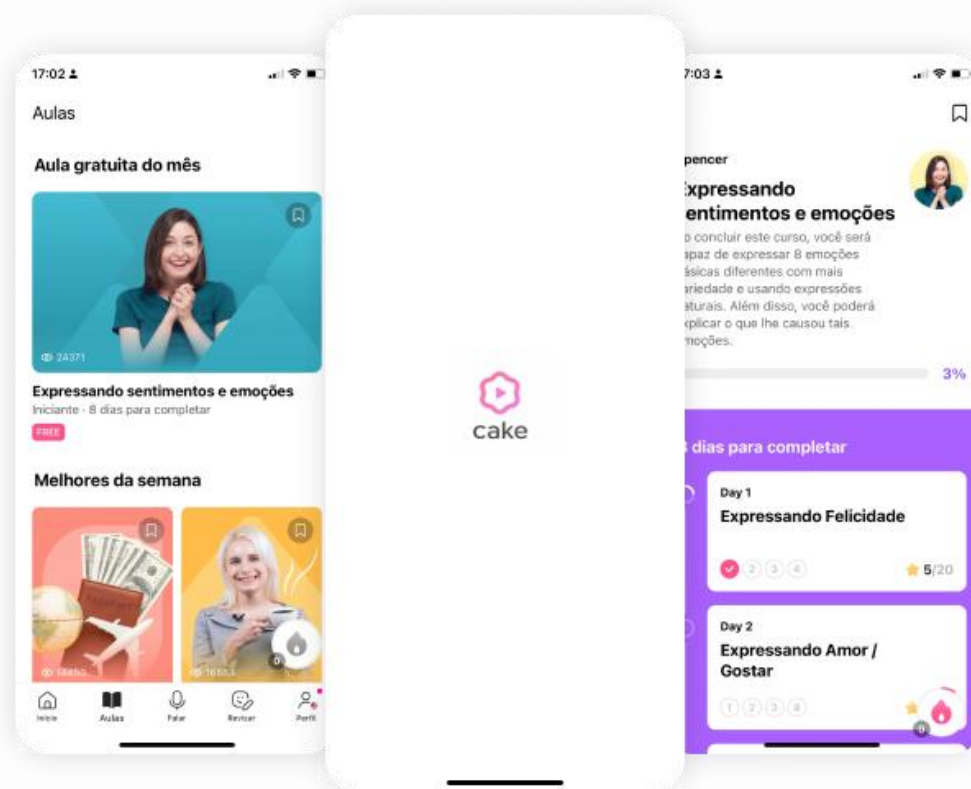 17:02
Aulas
Aula gratuita do mês
24371
Expressando sentimentos e emoções
Iniciante - 8 dias para completar
FREE
Melhores da semana
18850
0
Início
Aulas
Falar
Revisar
Perfil
cake
7:03
pencer
xpressando
entimentos e emoções
o concluir este curso, você será
apaz de expressar 8 emoções
ásicas diferentes com mais
ariedade e usando expressões
aturais. Além disso, você poderá
xplicar o que lhe causou tais
moções.
3%
dias para completar
Day 1
Expressando Felicidade
2 3 4
5/20
Day 2
Expressando Amor /
Gostar
1 2 3 4
0